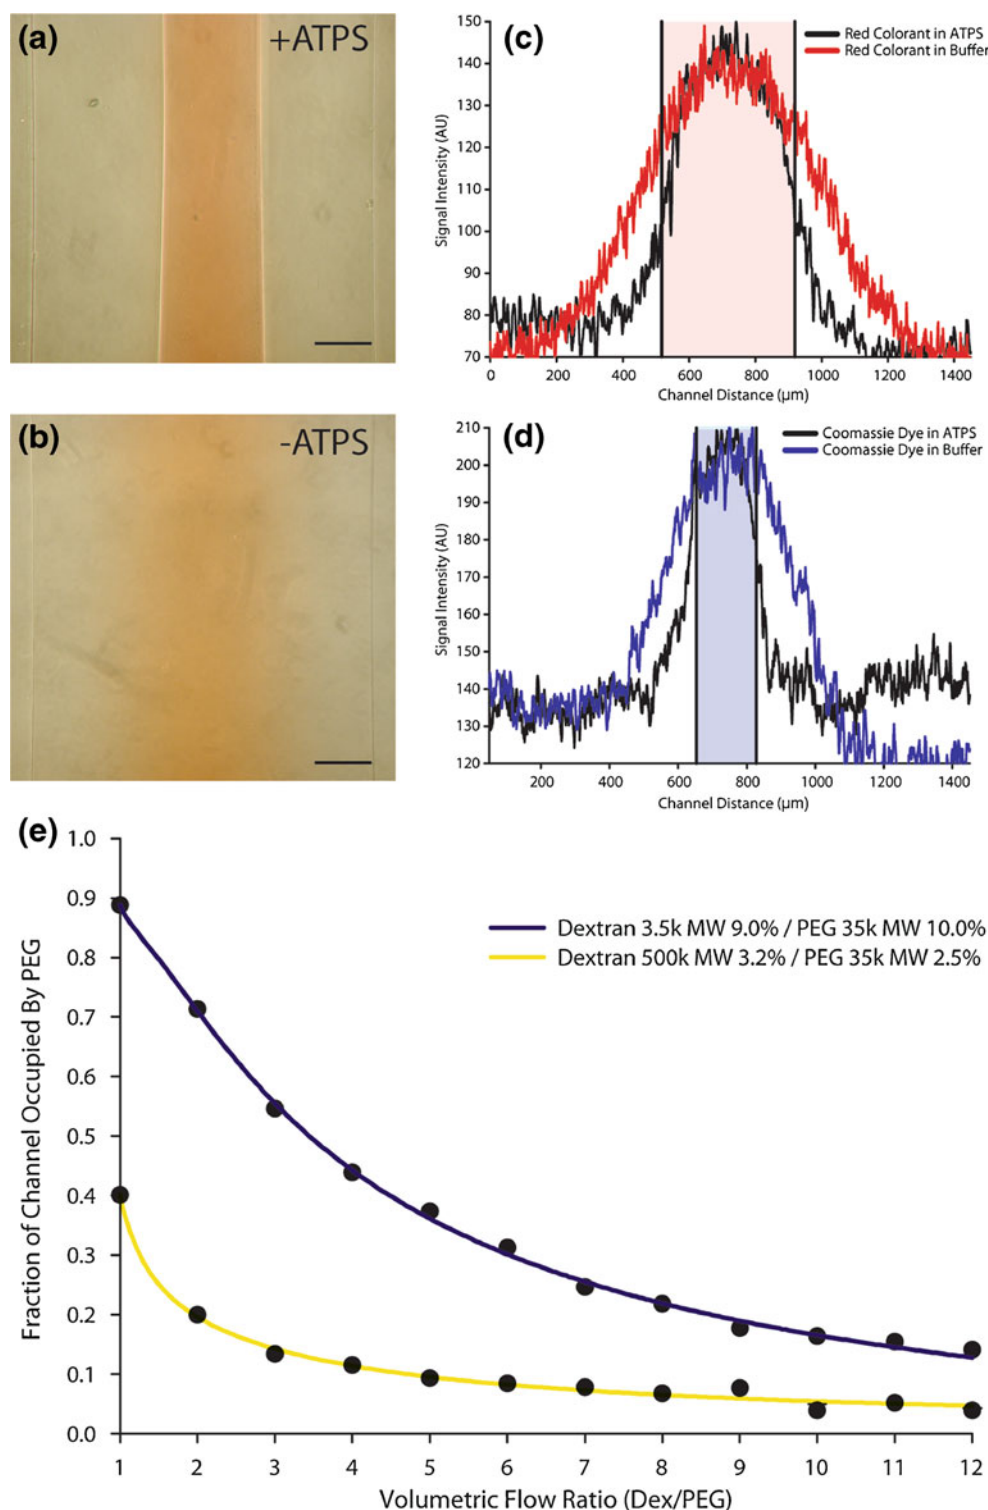 (a)
+ATPS
(b)
-ATPS
(c)
Red Colorant in ATPS
Red Colorant in Buffer
Signal Intensity (AU)
150
140
130
120
110
100
90
80
70
0 200 400 600 800 1000 1200 1400
Channel Distance (µm)
(d)
Coomassie Dye in ATPS
Coomassie Dye in Buffer
Signal Intensity (AU)
210
200
190
180
170
160
150
140
130
120
200 400 600 800 1000 1200 1400
Channel Distance (µm)
(e)
Dextran 3.5k MW 9.0% / PEG 35k MW 10.0%
Dextran 500k MW 3.2% / PEG 35k MW 2.5%
Fraction of Channel Occupied By PEG
1.0
0.9
0.8
0.7
0.6
0.5
0.4
0.3
0.2
0.1
0.0
1 2 3 4 5 6 7 8 9 10 11 12
Volumetric Flow Ratio (Dex/PEG)